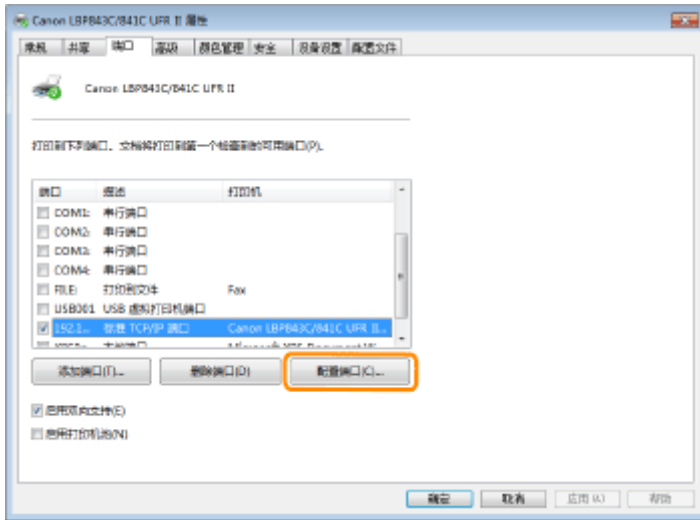 Canon LBP843C/841C UFR II 属性
常规 共享 端口 高级 颜色管理 安全 设备设置 配置文件
Canon LBP843C/841C UFR II
打印到下列端口。文档将打印到第一个检查到的可用端口(P)。
端口 描述 打印机
COM1: 串行端口
COM2: 串行端口
COM3: 串行端口
COM4: 串行端口
FILE: 打印到文件 Fax
USB001 USB 虚拟打印机端口
192.1... 标准 TCP/IP 端口 Canon LBP843C/841C UFR II...
添加端口(T)... 删除端口(D) 配置端口(C)...
启用双向支持(E)
启用打印机池(N)
确定 取消 应用(A) 帮助